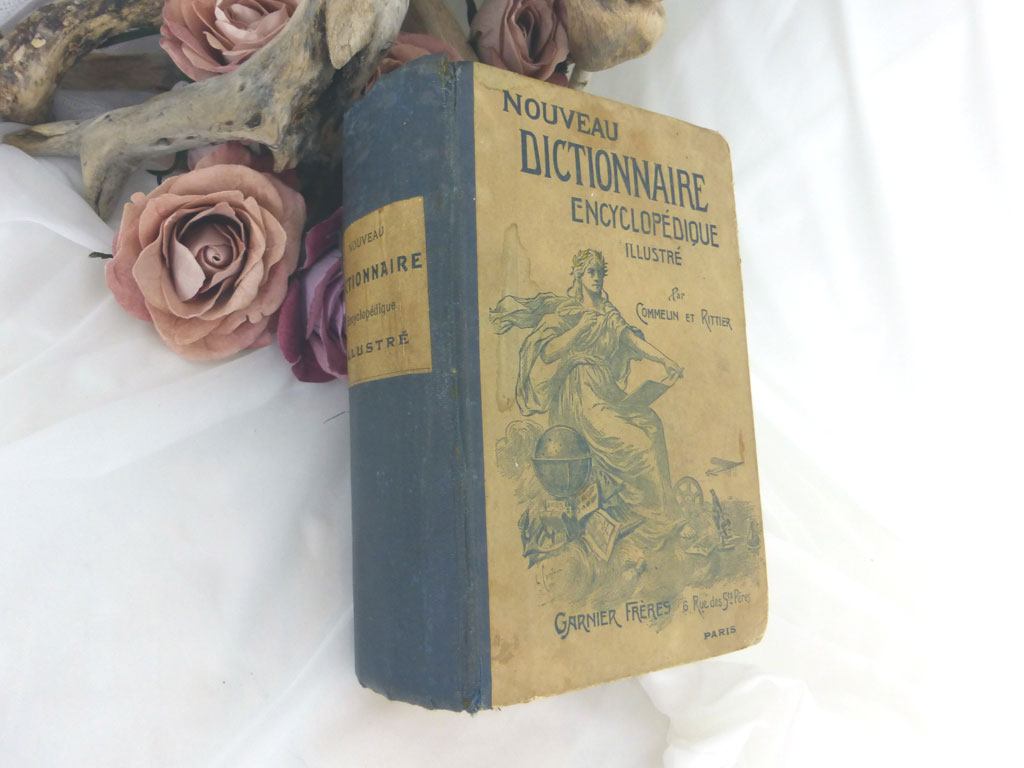 NOUVEAU
DICTIONNAIRE
ENCYCLOPÉDIQUE
ILLUSTRÉ
Par
COMMELIN ET RITTIER
GARNIER FRÈRES 6 Rue des Sts Pères
PARIS
NOUVEAU
DICTIONNAIRE
Encyclopédique
ILLUSTRÉ